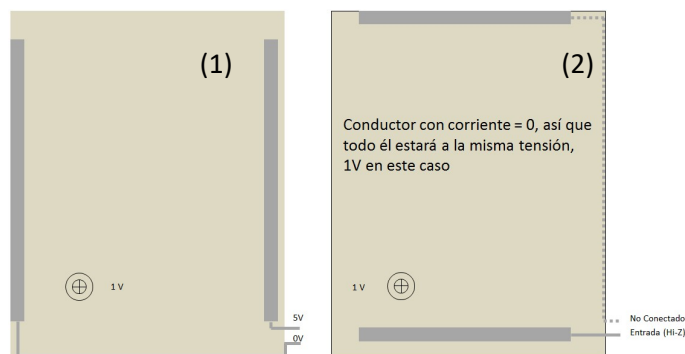 (1)
1 V
5V
0V
(2)
Conductor con corriente = 0, así que
todo él estará a la misma tensión,
1V en este caso
1 V
No Conectado
Entrada (Hi-Z)